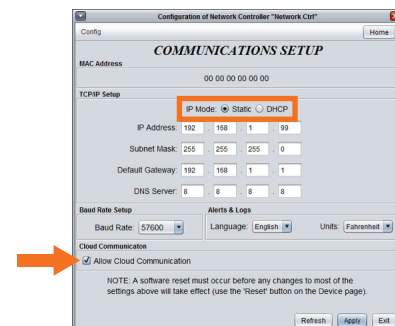 Configuration of Network Controller "Network Ctrl"
Config Home
COMMUNICATIONS SETUP
MAC Address
00 00 00 00 00 00
TCP/IP Setup
IP Mode: Static DHCP
IP Address: 192 . 168 . 1 . 99
Subnet Mask: 255 . 255 . 255 . 0
Default Gateway: 192 . 168 . 1 . 1
DNS Server: 8 . 8 . 8 . 8
Baud Rate Setup Alerts & Logs
Baud Rate: 57600 Language: English Units: Fahrenheit
Cloud Communicaton
Allow Cloud Communication
NOTE: A software reset must occur before any changes to most of the
settings above will take effect (use the 'Reset' button on the Device page).
Refresh Apply Exit